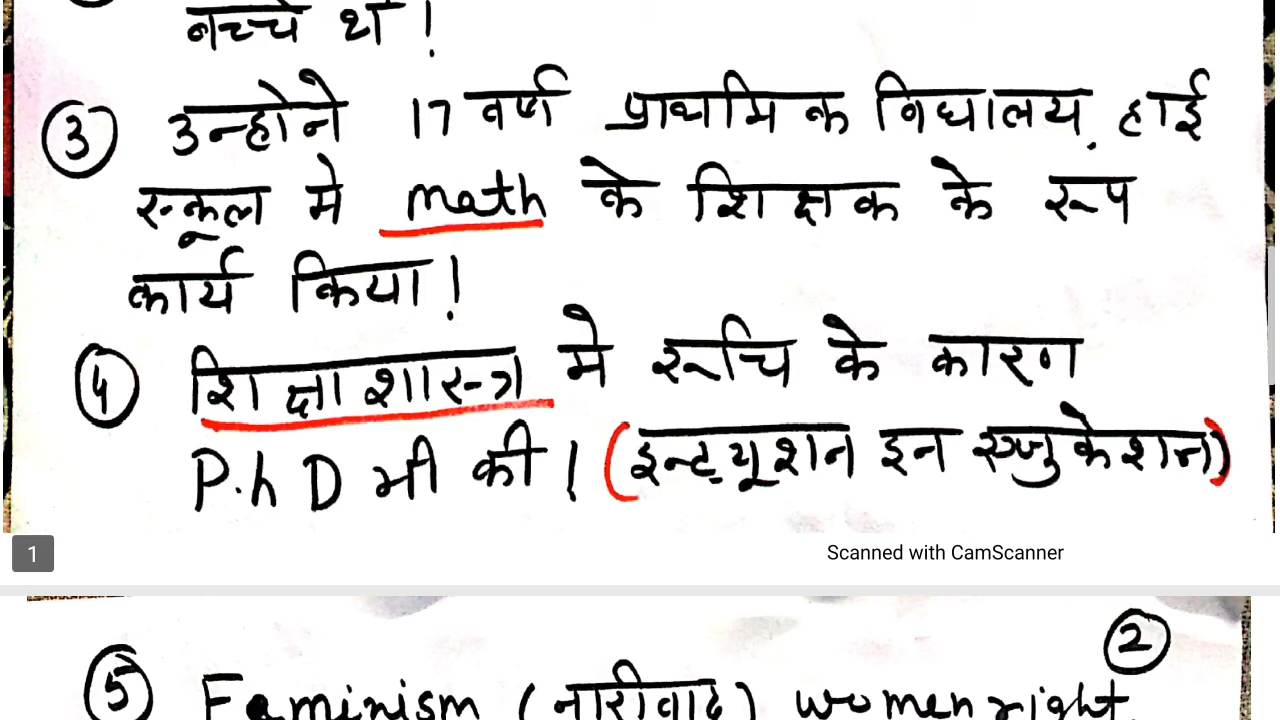 बच्चे थे!
③ उन्होने 17 वर्ष प्राथमिक विद्यालय, हाई
स्कूल मे math के शिक्षक के रूप
कार्य किया!
④ शिक्षा शास्त्र मे रूचि के कारण
P.h D भी की! (इन्ट्यूशन इन एजुकेशन)
1
Scanned with CamScanner
2
⑤ Feminism (नारीवाद) women right